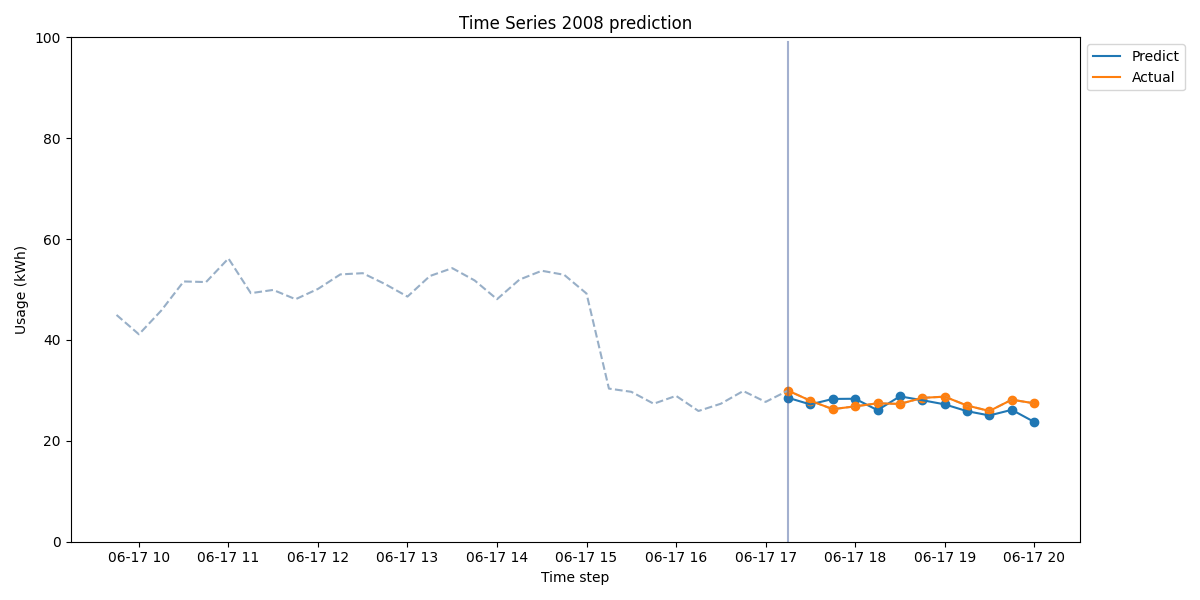 Time Series 2008 prediction
Predict
Actual
Usage (kWh)
100
80
60
40
20
0
06-17 10 06-17 11 06-17 12 06-17 13 06-17 14 06-17 15 06-17 16 06-17 17 06-17 18 06-17 19 06-17 20
Time step